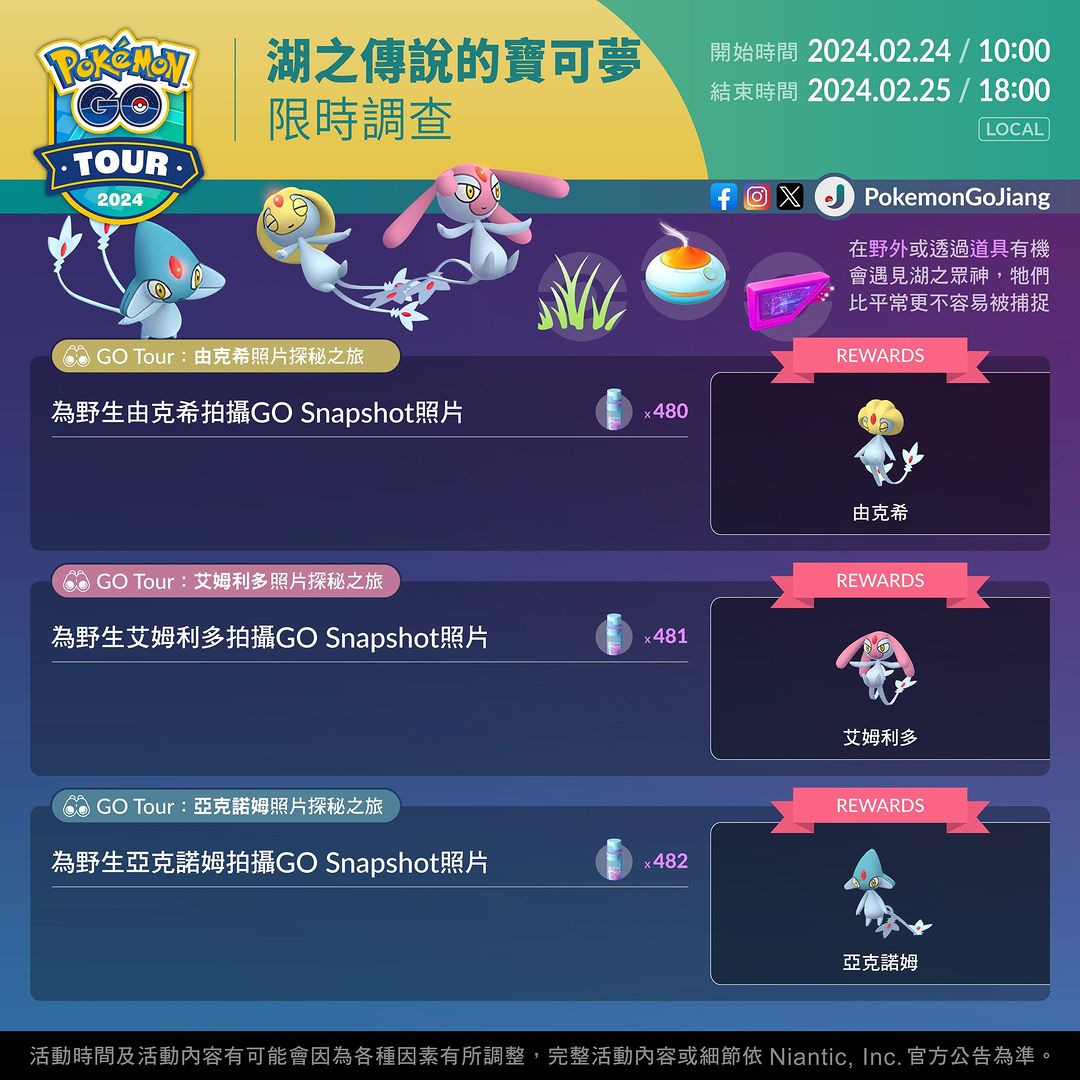 Pokémon
GO
TOUR
2024
湖之傳說的寶可夢
限時調查
開始時間 2024.02.24 / 10:00
結束時間 2024.02.25 / 18:00
LOCAL
PokemonGoJiang
在野外或透過道具有機
會遇見湖之眾神,牠們
比平常更不容易被捕捉
GO Tour:由克希照片探秘之旅
REWARDS
為野生由克希拍攝GO Snapshot照片
x480
由克希
GO Tour:艾姆利多照片探秘之旅
REWARDS
為野生艾姆利多拍攝GO Snapshot照片
x481
艾姆利多
GO Tour:亞克諾姆照片探秘之旅
REWARDS
為野生亞克諾姆拍攝GO Snapshot照片
x482
亞克諾姆
活動時間及活動內容有可能會因為各種因素有所調整,完整活動內容或細節依 Niantic, Inc. 官方公告為準。